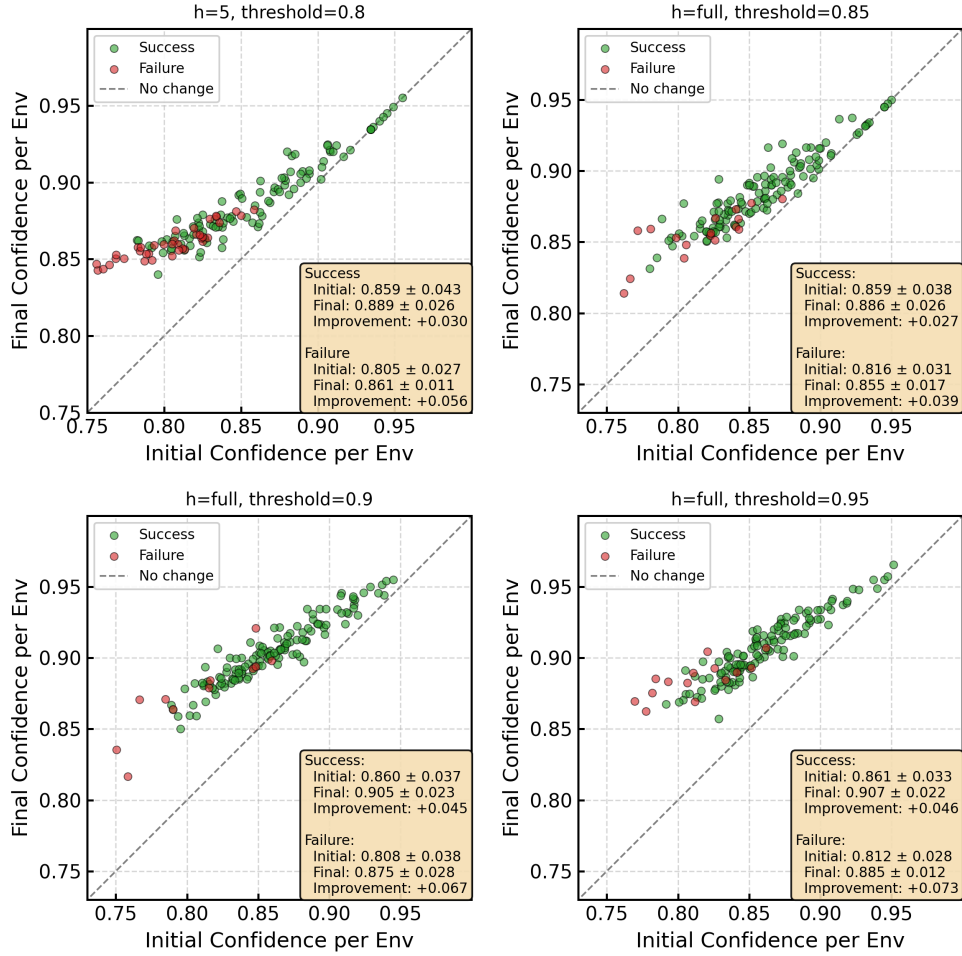 h=5, threshold=0.8
Success
Failure
No change
Final Confidence per Env
0.95
0.90
0.85
0.80
0.75
Success
Initial: 0.859 ± 0.043
Final: 0.889 ± 0.026
Improvement: +0.030
Failure
Initial: 0.805 ± 0.027
Final: 0.861 ± 0.011
Improvement: +0.056
0.75 0.80 0.85 0.90 0.95
Initial Confidence per Env
h=full, threshold=0.85
Success
Failure
No change
Final Confidence per Env
0.95
0.90
0.85
0.80
0.75
Success:
Initial: 0.859 ± 0.038
Final: 0.886 ± 0.026
Improvement: +0.027
Failure:
Initial: 0.816 ± 0.031
Final: 0.855 ± 0.017
Improvement: +0.039
0.75 0.80 0.85 0.90 0.95
Initial Confidence per Env
h=full, threshold=0.9
Success
Failure
No change
Final Confidence per Env
0.95
0.90
0.85
0.80
0.75
Success:
Initial: 0.860 ± 0.037
Final: 0.905 ± 0.023
Improvement: +0.045
Failure:
Initial: 0.808 ± 0.038
Final: 0.875 ± 0.028
Improvement: +0.067
0.75 0.80 0.85 0.90 0.95
Initial Confidence per Env
h=full, threshold=0.95
Success
Failure
No change
Final Confidence per Env
0.95
0.90
0.85
0.80
0.75
Success:
Initial: 0.861 ± 0.033
Final: 0.907 ± 0.022
Improvement: +0.046
Failure:
Initial: 0.812 ± 0.028
Final: 0.885 ± 0.012
Improvement: +0.073
0.75 0.80 0.85 0.90 0.95
Initial Confidence per Env